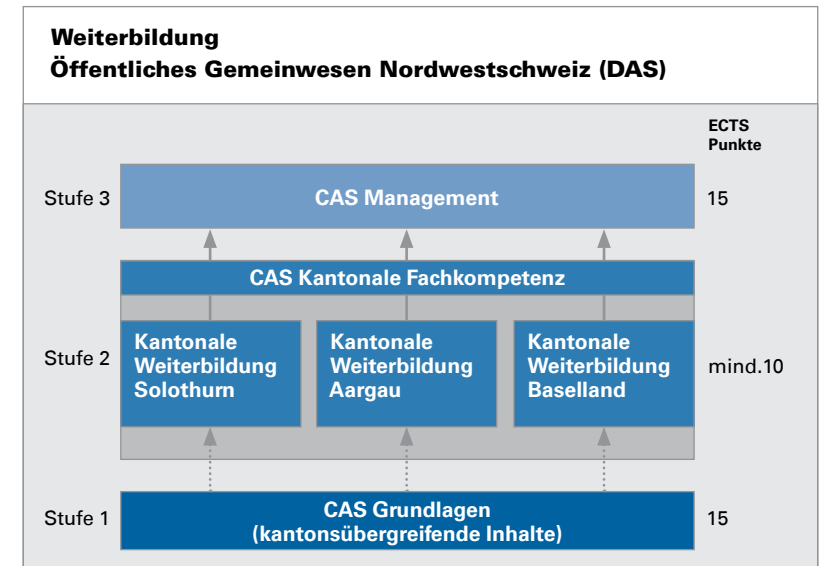 Weiterbildung
Öffentliches Gemeinwesen Nordwestschweiz (DAS)
ECTS
Punkte
Stufe 3
CAS Management
15
CAS Kantonale Fachkompetenz
Stufe 2
Kantonale
Weiterbildung
Solothurn
Kantonale
Weiterbildung
Aargau
Kantonale
Weiterbildung
Baselland
mind.10
Stufe 1
CAS Grundlagen
(kantonsübergreifende Inhalte)
15